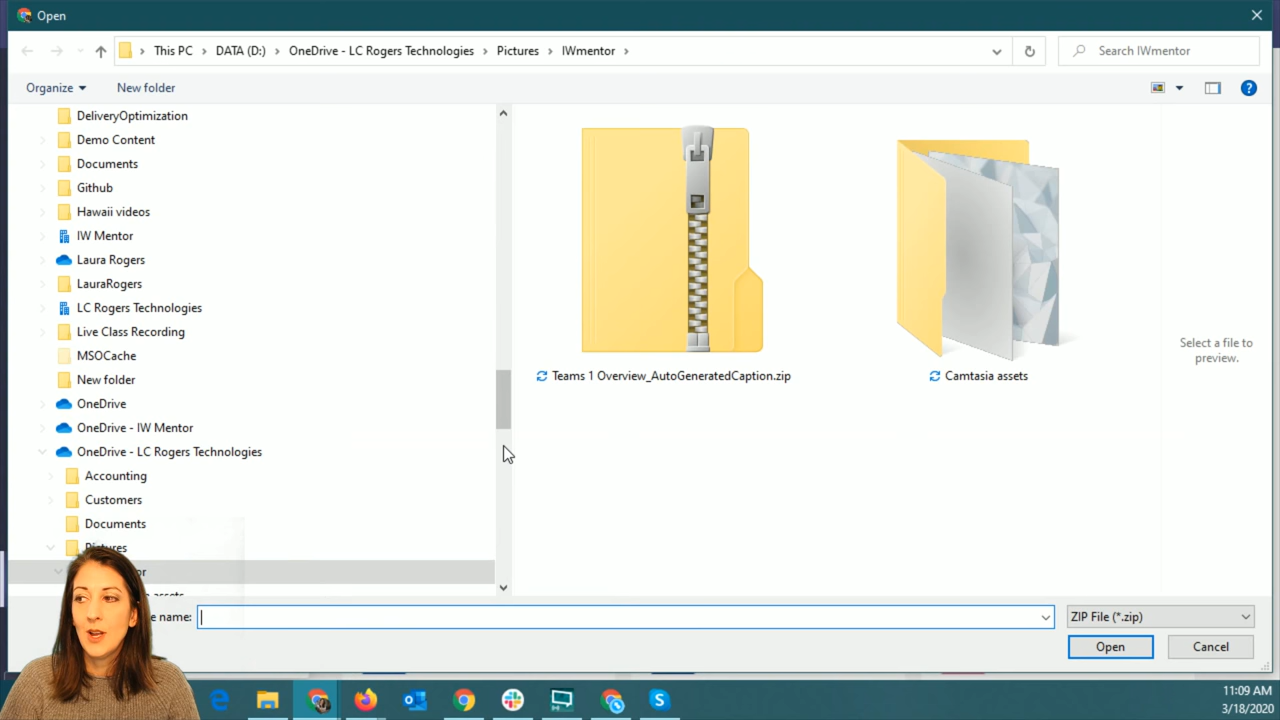 Open
This PC > DATA (D:) > OneDrive - LC Rogers Technologies > Pictures > IWmentor >
Search IWmentor
Organize
New folder
DeliveryOptimization
Demo Content
Documents
Github
Hawaii videos
IW Mentor
Laura Rogers
LauraRogers
LC Rogers Technologies
Live Class Recording
MSOCache
New folder
OneDrive
OneDrive - IW Mentor
OneDrive - LC Rogers Technologies
Accounting
Customers
Documents
Pictures
Teams 1 Overview_AutoGeneratedCaption.zip
Camtasia assets
Select a file to
preview.
name:
ZIP File (*.zip)
Open
Cancel
11:09 AM
3/18/2020